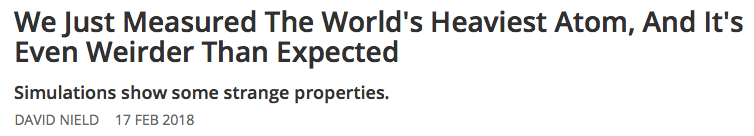 We Just Measured The World's Heaviest Atom, And It's
Even Weirder Than Expected
Simulations show some strange properties.
DAVID NIELD 17 FEB 2018